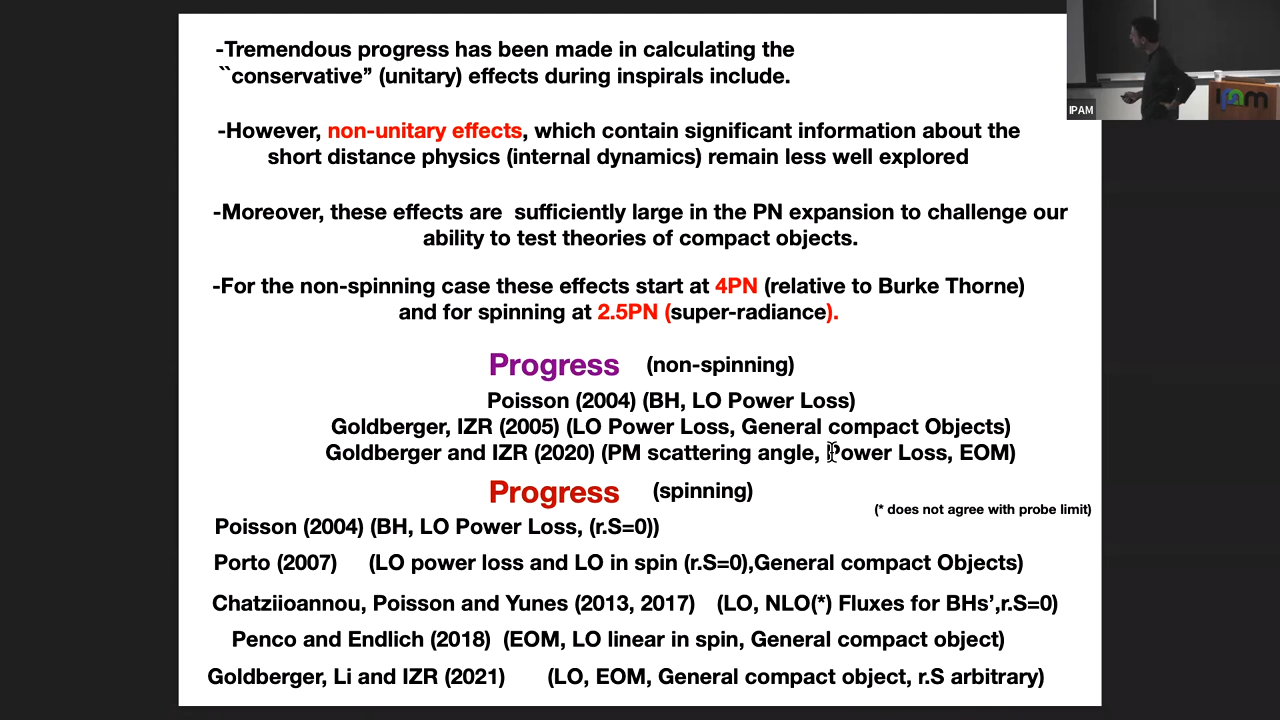 -Tremendous progress has been made in calculating the
``conservative” (unitary) effects during inspirals include.
-However, non-unitary effects, which contain significant information about the
short distance physics (internal dynamics) remain less well explored
-Moreover, these effects are sufficiently large in the PN expansion to challenge our
ability to test theories of compact objects.
-For the non-spinning case these effects start at 4PN (relative to Burke Thorne)
and for spinning at 2.5PN (super-radiance).
Progress (non-spinning)
Poisson (2004) (BH, LO Power Loss)
Goldberger, IZR (2005) (LO Power Loss, General compact Objects)
Goldberger and IZR (2020) (PM scattering angle, Power Loss, EOM)
Progress (spinning)
(* does not agree with probe limit)
Poisson (2004) (BH, LO Power Loss, (r.S=0))
Porto (2007) (LO power loss and LO in spin (r.S=0),General compact Objects)
Chatziioannou, Poisson and Yunes (2013, 2017) (LO, NLO(*) Fluxes for BHs’,r.S=0)
Penco and Endlich (2018) (EOM, LO linear in spin, General compact object)
Goldberger, Li and IZR (2021) (LO, EOM, General compact object, r.S arbitrary)
IPAM
ipam